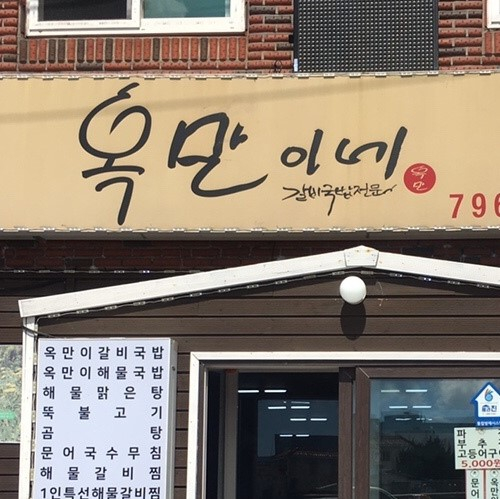 옥만이네
갈비국밥전문
옥만
796
옥만이갈비국밥
옥만이해물국밥
해물맑은탕
뚝불고기
곰탕
문어국수무침
해물갈비찜
1인특선해물갈비찜
파
부추
고등어구
5,000원